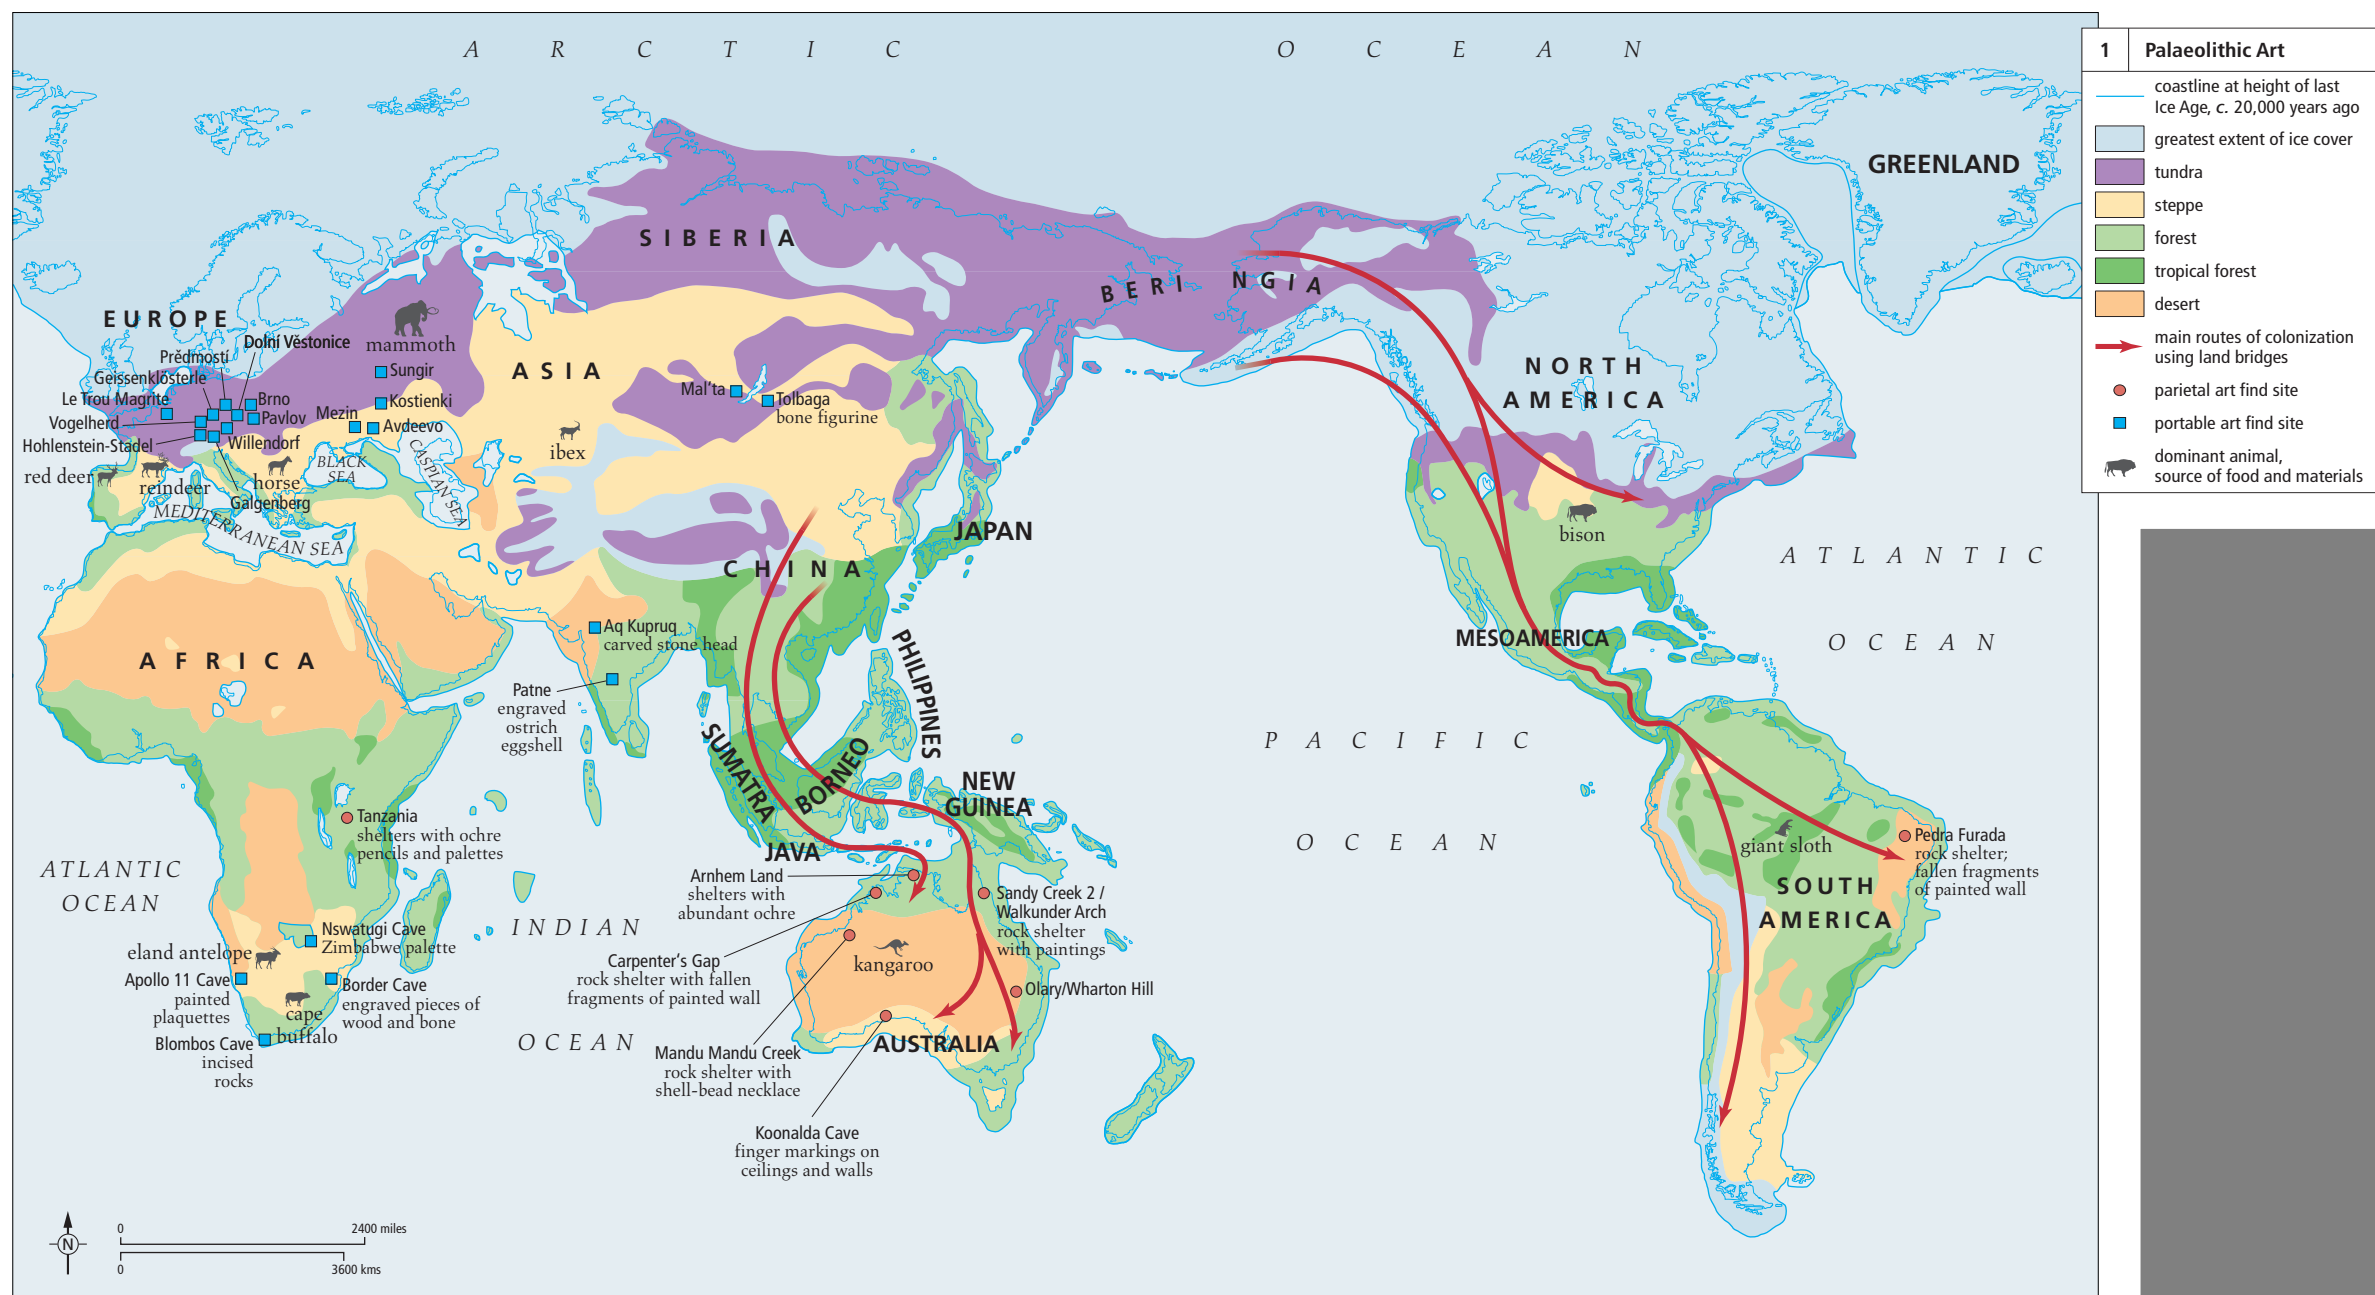 A R C T I C O C E A N
1 Palaeolithic Art
coastline at height of last
Ice Age, c. 20,000 years ago
greatest extent of ice cover
tundra
steppe
forest
tropical forest
desert
main routes of colonization
using land bridges
parietal art find site
portable art find site
dominant animal,
source of food and materials
GREENLAND
SIBERIA
BERINGIA
EUROPE
ASIA
NORTH
AMERICA
mammoth
Dolní Věstonice
Prědmostí
Geissenklösterle
Le Trou Magrite
Vogelherd
Hohlenstein-Stadel
Brno
Pavlov
Willendorf
Galgenberg
Sungir
Kostienki
Mezin
Avdeevo
Mal'ta
Tolbaga
bone figurine
ibex
red deer
reindeer
horse
BLACK
SEA
CASPIAN SEA
MEDITERRANEAN SEA
JAPAN
CHINA
bison
ATLANTIC
OCEAN
MESOAMERICA
AFRICA
Aq Kupruq
carved stone head
Patne
engraved
ostrich
eggshell
PHILIPPINES
SUMATRA
BORNEO
NEW
GUINEA
JAVA
PACIFIC
OCEAN
Tanzania
shelters with ochre
pencils and palettes
ATLANTIC
OCEAN
INDIAN
OCEAN
giant sloth
SOUTH
AMERICA
Pedra Furada
rock shelter;
fallen fragments
of painted wall
Arnhem Land
shelters with
abundant ochre
Sandy Creek 2 /
Walkunder Arch
rock shelter
with paintings
Carpenter's Gap
rock shelter with fallen
fragments of painted wall
kangaroo
Olary/Wharton Hill
AUSTRALIA
Mandu Mandu Creek
rock shelter with
shell-bead necklace
Koonalda Cave
finger markings on
ceilings and walls
Nswatugi Cave
Zimbabwe palette
eland antelope
Apollo 11 Cave
painted
plaquettes
Border Cave
engraved pieces of
wood and bone
cape
buffalo
Blombos Cave
incised
rocks
N
0 2400 miles
0 3600 kms